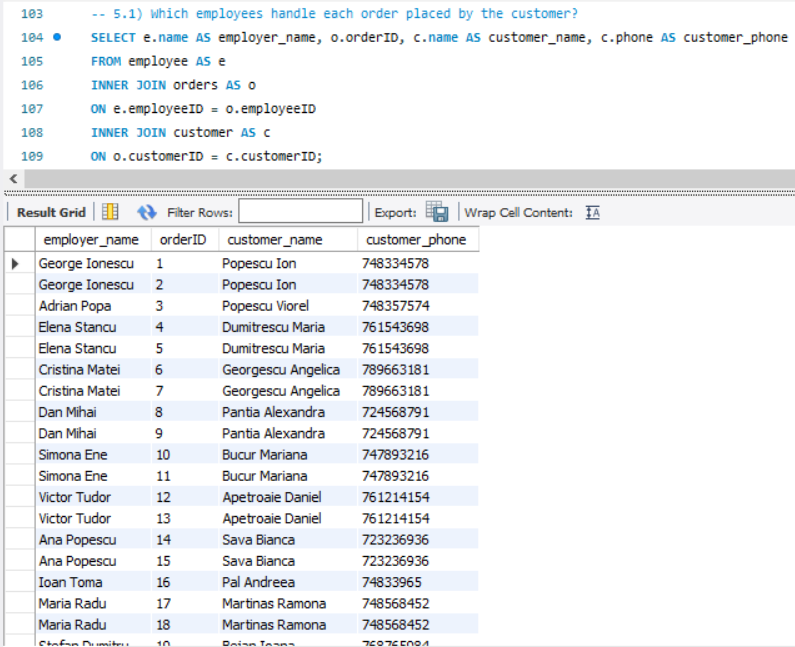 103 -- 5.1) Which employees handle each order placed by the customer?
104 SELECT e.name AS employer_name, o.orderID, c.name AS customer_name, c.phone AS customer_phone
105 FROM employee AS e
106 INNER JOIN orders AS o
107 ON e.employeeID = o.employeeID
108 INNER JOIN customer AS c
109 ON o.customerID = c.customerID;
Result Grid Filter Rows: Export: Wrap Cell Content: IA
employer_name orderID customer_name customer_phone
George Ionescu 1 Popescu Ion 748334578
George Ionescu 2 Popescu Ion 748334578
Adrian Popa 3 Popescu Viorel 748357574
Elena Stancu 4 Dumitrescu Maria 761543698
Elena Stancu 5 Dumitrescu Maria 761543698
Cristina Matei 6 Georgescu Angelica 789663181
Cristina Matei 7 Georgescu Angelica 789663181
Dan Mihai 8 Pantia Alexandra 724568791
Dan Mihai 9 Pantia Alexandra 724568791
Simona Ene 10 Bucur Mariana 747893216
Simona Ene 11 Bucur Mariana 747893216
Victor Tudor 12 Apetroaie Daniel 761214154
Victor Tudor 13 Apetroaie Daniel 761214154
Ana Popescu 14 Sava Bianca 723236936
Ana Popescu 15 Sava Bianca 723236936
Ioan Toma 16 Pal Andreea 74833965
Maria Radu 17 Martinas Ramona 748568452
Maria Radu 18 Martinas Ramona 748568452
Stefan Dumitru 19